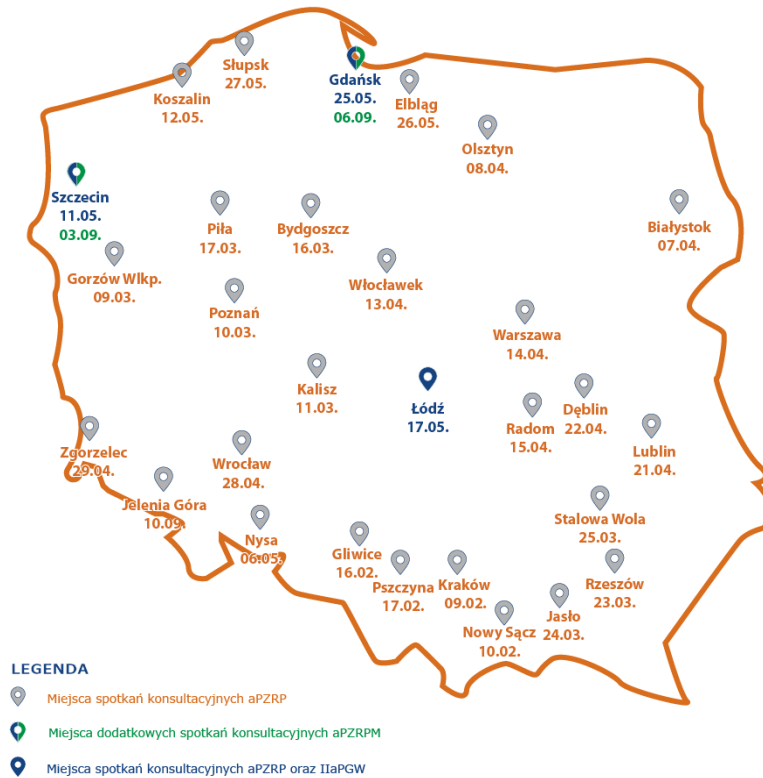 Słupsk
27.05.
Koszalin
12.05.
Gdańsk
25.05.
06.09.
Elbląg
26.05.
Olsztyn
08.04.
Szczecin
11.05.
03.09.
Piła
17.03.
Bydgoszcz
16.03.
Białystok
07.04.
Gorzów Wlkp.
09.03.
Włocławek
13.04.
Poznań
10.03.
Warszawa
14.04.
Kalisz
11.03.
Łódź
17.05.
Radom
15.04.
Dęblin
22.04.
Lublin
21.04.
Zgorzelec
29.04.
Wrocław
28.04.
Jelenia Góra
10.09.
Nysa
06.05.
Stalowa Wola
25.03.
Gliwice
16.02.
Pszczyna
17.02.
Kraków
09.02.
Rzeszów
23.03.
Nowy Sącz
10.02.
Jasło
24.03.
LEGENDA
Miejsca spotkań konsultacyjnych aPZRP
Miejsca dodatkowych spotkań konsultacyjnych aPZRPM
Miejsca spotkań konsultacyjnych aPZRP oraz IIaPGW